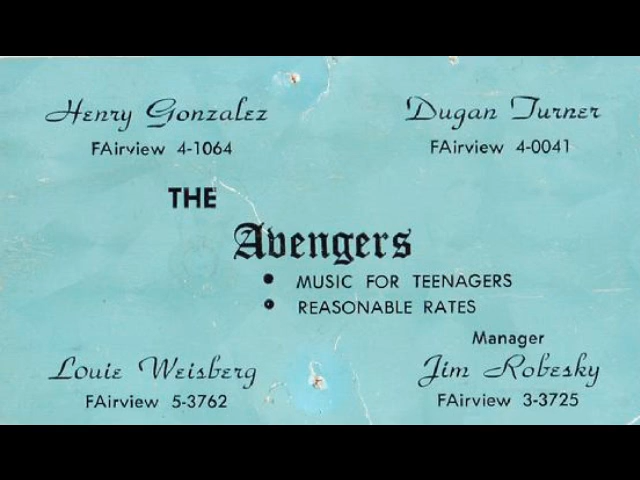 Henry Gonzalez
FAirview 4-1064
Dugan Turner
FAirview 4-0041
THE
Avengers
• MUSIC FOR TEENAGERS
• REASONABLE RATES
Louie Weisberg
FAirview 5-3762
Manager
Jim Robesky
FAirview 3-3725